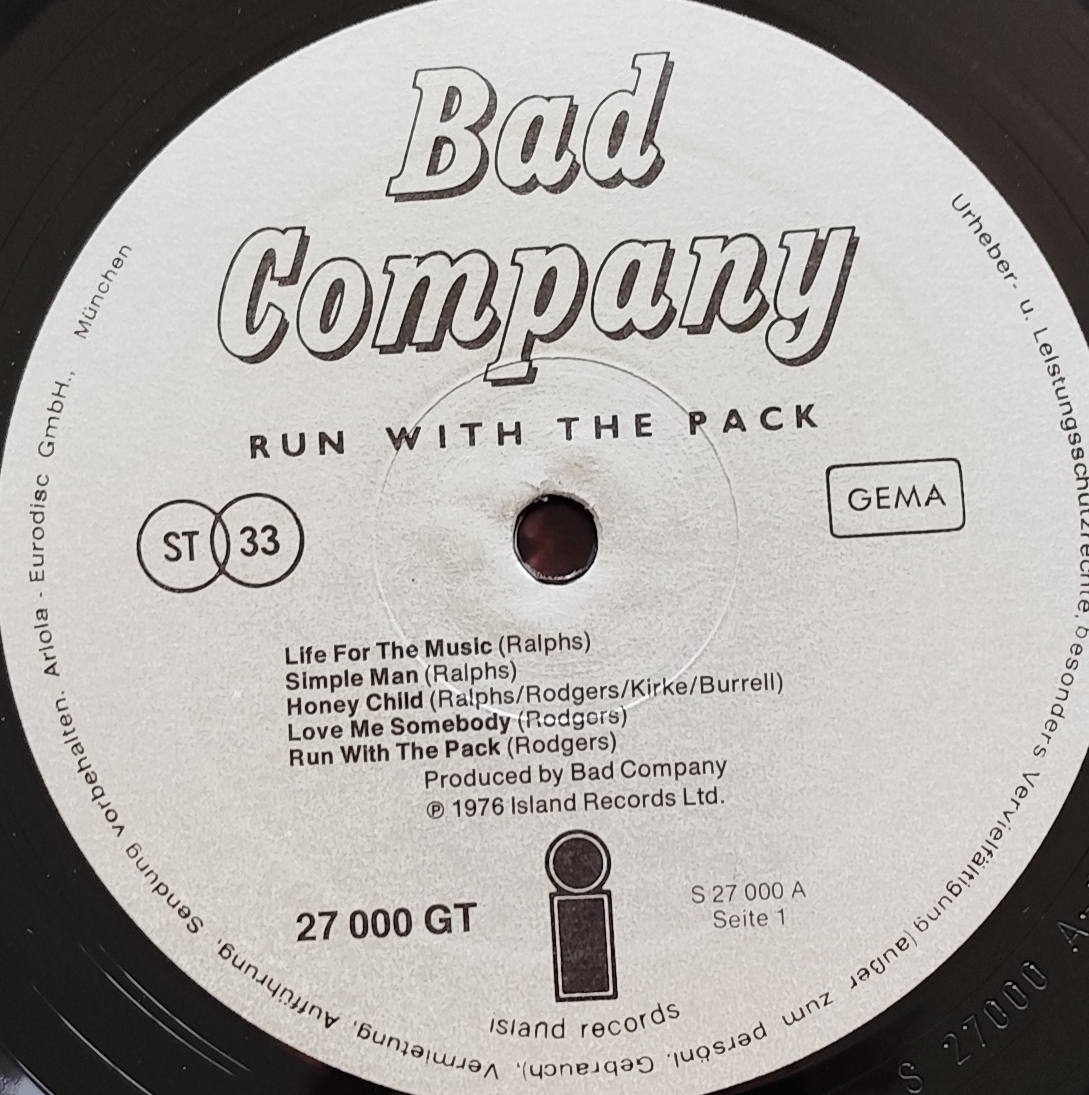 Bad
Company
RUN WITH THE PACK
ST 33
GEMA
Life For The Music (Ralphs)
Simple Man (Ralphs)
Honey Child (Ralphs/Rodgers/Kirke/Burrell)
Love Me Somebody (Rodgers)
Run With The Pack (Rodgers)
Produced by Bad Company
℗ 1976 Island Records Ltd.
27 000 GT
S 27 000 A
Seite 1
island records
Urheber- u. Leistungsschutzrechte, besonders Vervielfältigung (außer zum persönl. Gebrauch), Vermietung, Aufführung, Sendung vorbehalten. Ariola - Eurodisc GmbH., München
S 27000 A